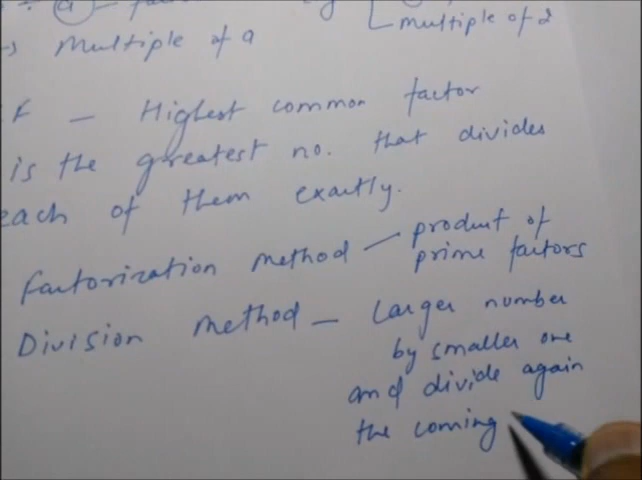 (a) —
→ Multiple of a
multiple of 2
F — Highest common factor
is the greatest no. that divides
each of them exactly.
Factorization method — product of
prime factors
Division method — Larger number
by smaller one
and divide again
the coming